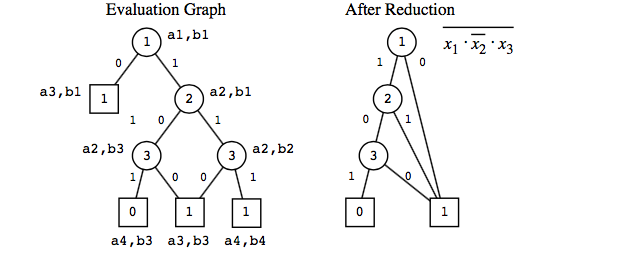 Evaluation Graph
After Reduction
1 a1,b1
1
x1 · x2 · x3
0 1
1 0
a3,b1 1
2 a2,b1
2
1 0 1
0 1
a2,b3 3
3 a2,b2
3
1 0 0 1
1 0
0 1 1
0 1
a4,b3 a3,b3 a4,b4